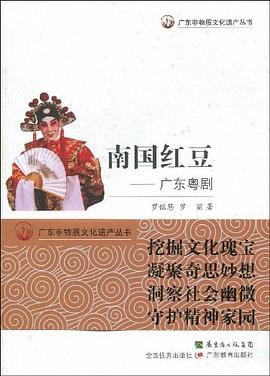 广东非物质文化遗产丛书
南国红豆
——广东粤剧
罗铭恩 罗丽 著
广东非物质文化遗产丛书
挖掘文化瑰宝
凝聚奇思妙想
洞察社会幽微
守护精神家园
广东省出版集团
全国优秀出版社 广东教育出版社